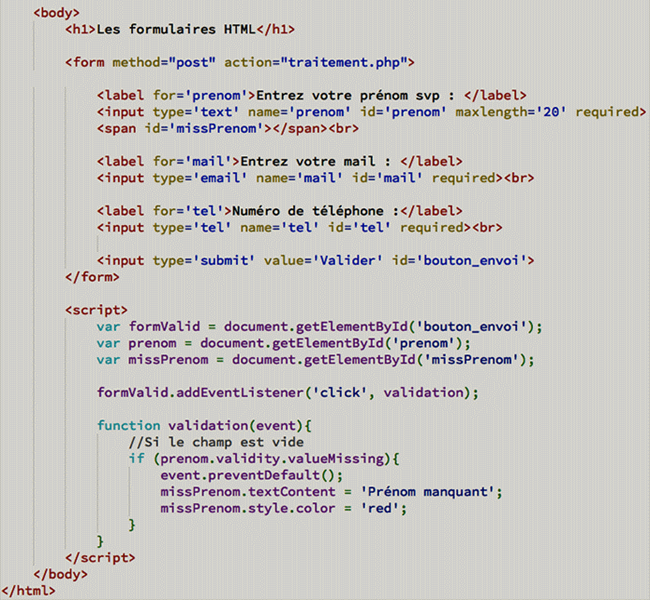 <body>
<h1>Les formulaires HTML</h1>
<form method="post" action="traitement.php">
<label for='prenom'>Entrez votre prénom svp : </label>
<input type='text' name='prenom' id='prenom' maxlength='20' required>
<span id='missPrenom'></span><br>
<label for='mail'>Entrez votre mail : </label>
<input type='email' name='mail' id='mail' required><br>
<label for='tel'>Numéro de téléphone :</label>
<input type='tel' name='tel' id='tel' required><br>
<input type='submit' value='Valider' id='bouton_envoi'>
</form>
<script>
var formValid = document.getElementById('bouton_envoi');
var prenom = document.getElementById('prenom');
var missPrenom = document.getElementById('missPrenom');
formValid.addEventListener('click', validation);
function validation(event){
//Si le champ est vide
if (prenom.validity.valueMissing){
event.preventDefault();
missPrenom.textContent = 'Prénom manquant';
missPrenom.style.color = 'red';
}
}
</script>
</body>
</html>